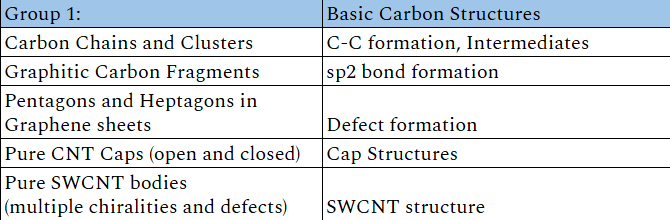 Group 1: Basic Carbon Structures
Carbon Chains and Clusters C-C formation, Intermediates
Graphitic Carbon Fragments sp2 bond formation
Pentagons and Heptagons in
Graphene sheets Defect formation
Pure CNT Caps (open and closed) Cap Structures
Pure SWCNT bodies
(multiple chiralities and defects) SWCNT structure